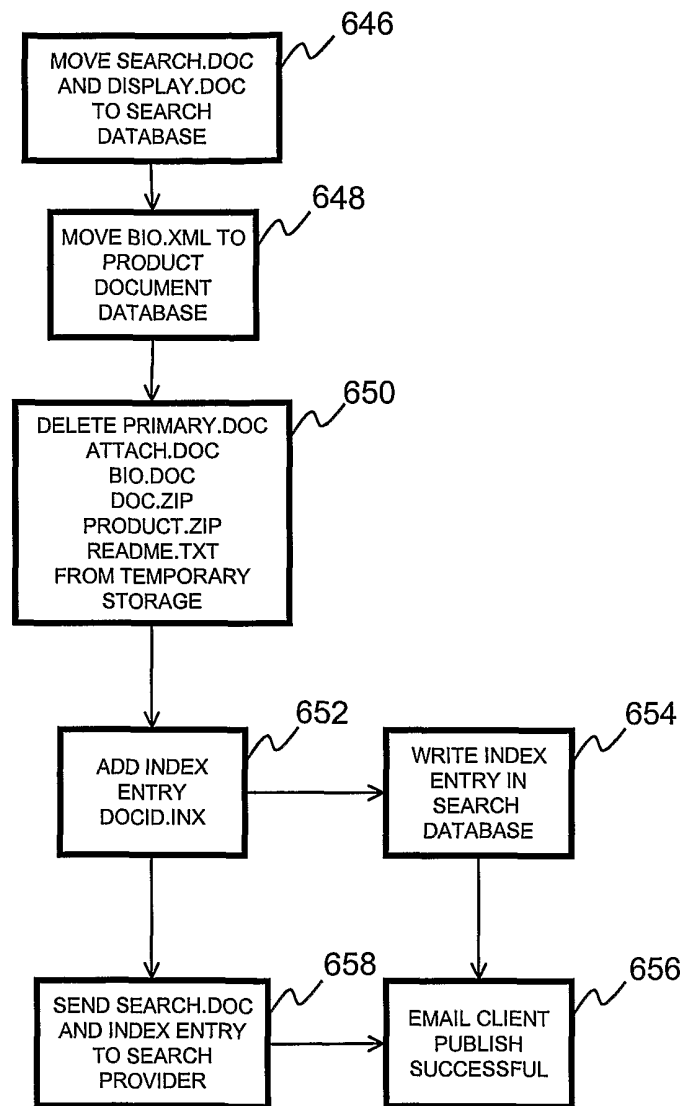 646
MOVE SEARCH.DOC
AND DISPLAY.DOC
TO SEARCH
DATABASE
648
MOVE BIO.XML TO
PRODUCT
DOCUMENT
DATABASE
650
DELETE PRIMARY.DOC
ATTACH.DOC
BIO.DOC
DOC.ZIP
PRODUCT.ZIP
README.TXT
FROM TEMPORARY
STORAGE
652
ADD INDEX
ENTRY
DOCID.INX
654
WRITE INDEX
ENTRY IN
SEARCH
DATABASE
658
SEND SEARCH.DOC
AND INDEX ENTRY
TO SEARCH
PROVIDER
656
EMAIL CLIENT
PUBLISH
SUCCESSFUL